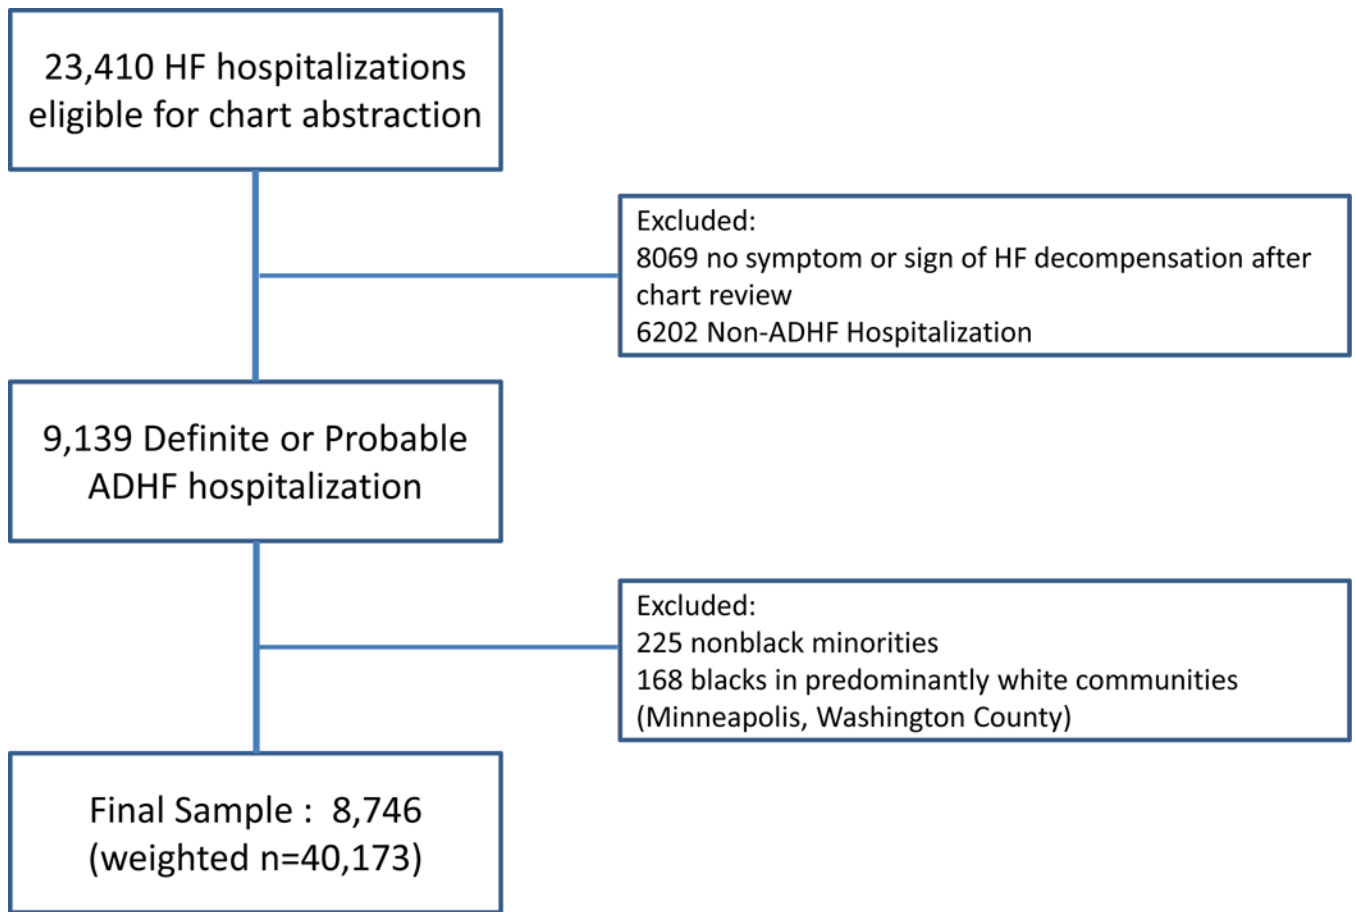 23,410 HF hospitalizations
eligible for chart abstraction
Excluded:
8069 no symptom or sign of HF decompensation after
chart review
6202 Non-ADHF Hospitalization
9,139 Definite or Probable
ADHF hospitalization
Excluded:
225 nonblack minorities
168 blacks in predominantly white communities
(Minneapolis, Washington County)
Final Sample :  8,746
(weighted n=40,173)